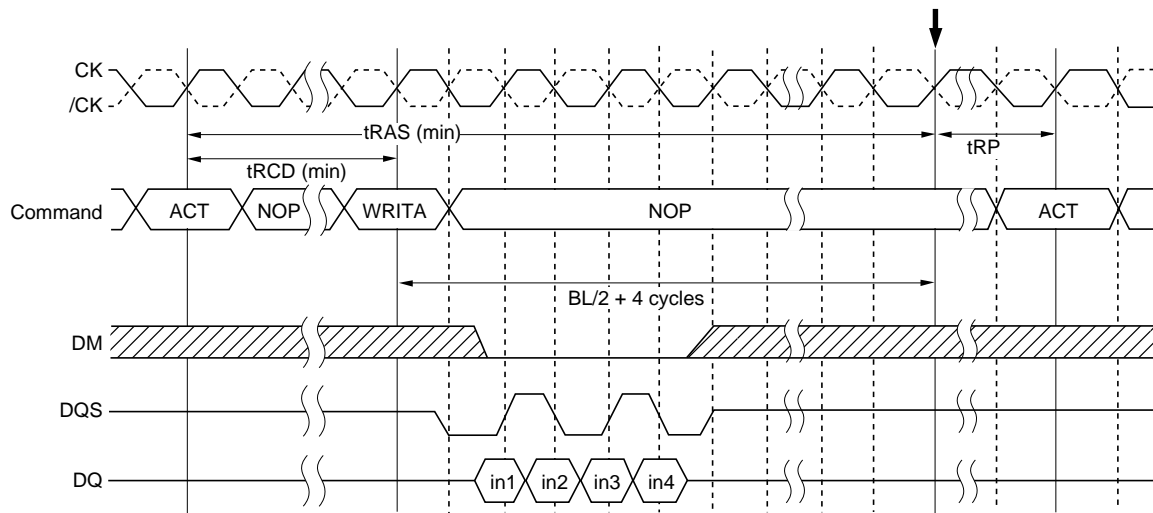 CK
/CK
tRAS (min)
tRP
tRCD (min)
Command
ACT
NOP
WRITA
NOP
ACT
BL/2 + 4 cycles
DM
DQS
DQ
in1
in2
in3
in4